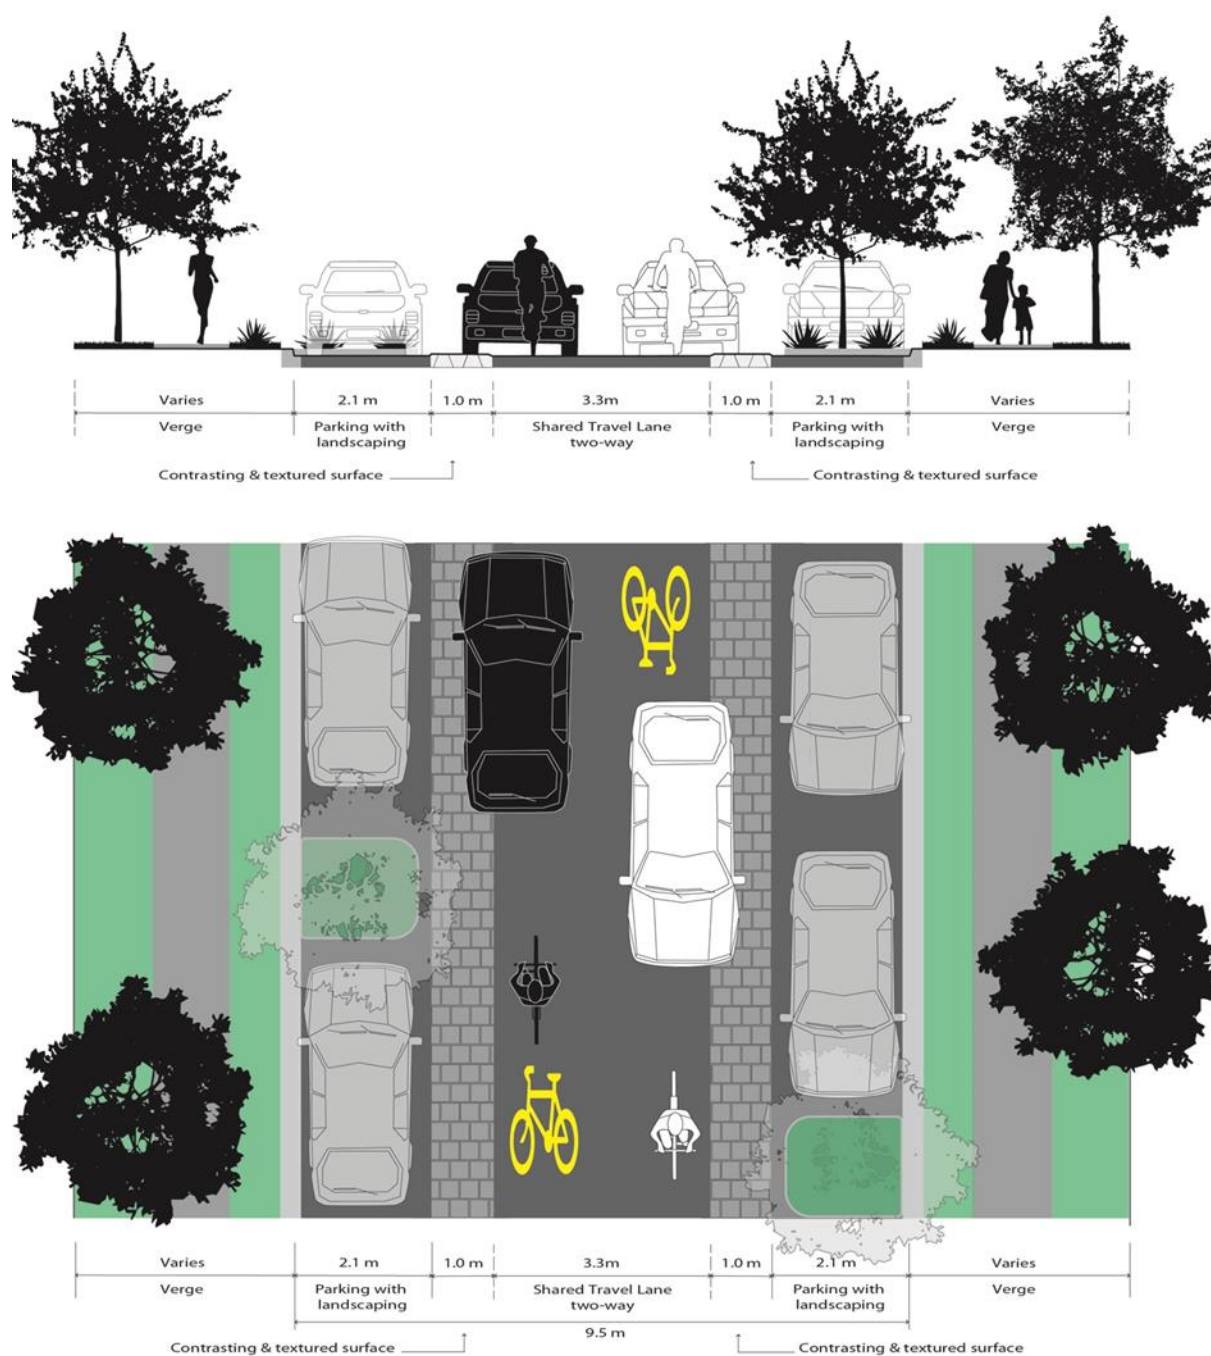 Varies 2.1 m 1.0 m 3.3m 1.0 m 2.1 m Varies
Verge Parking with Shared Travel Lane Parking with Verge
landscaping two-way landscaping
Contrasting & textured surface Contrasting & textured surface
Varies 2.1 m 1.0 m 3.3m 1.0 m 2.1 m Varies
Verge Parking with Shared Travel Lane Parking with Verge
landscaping two-way landscaping
9.5 m
Contrasting & textured surface Contrasting & textured surface